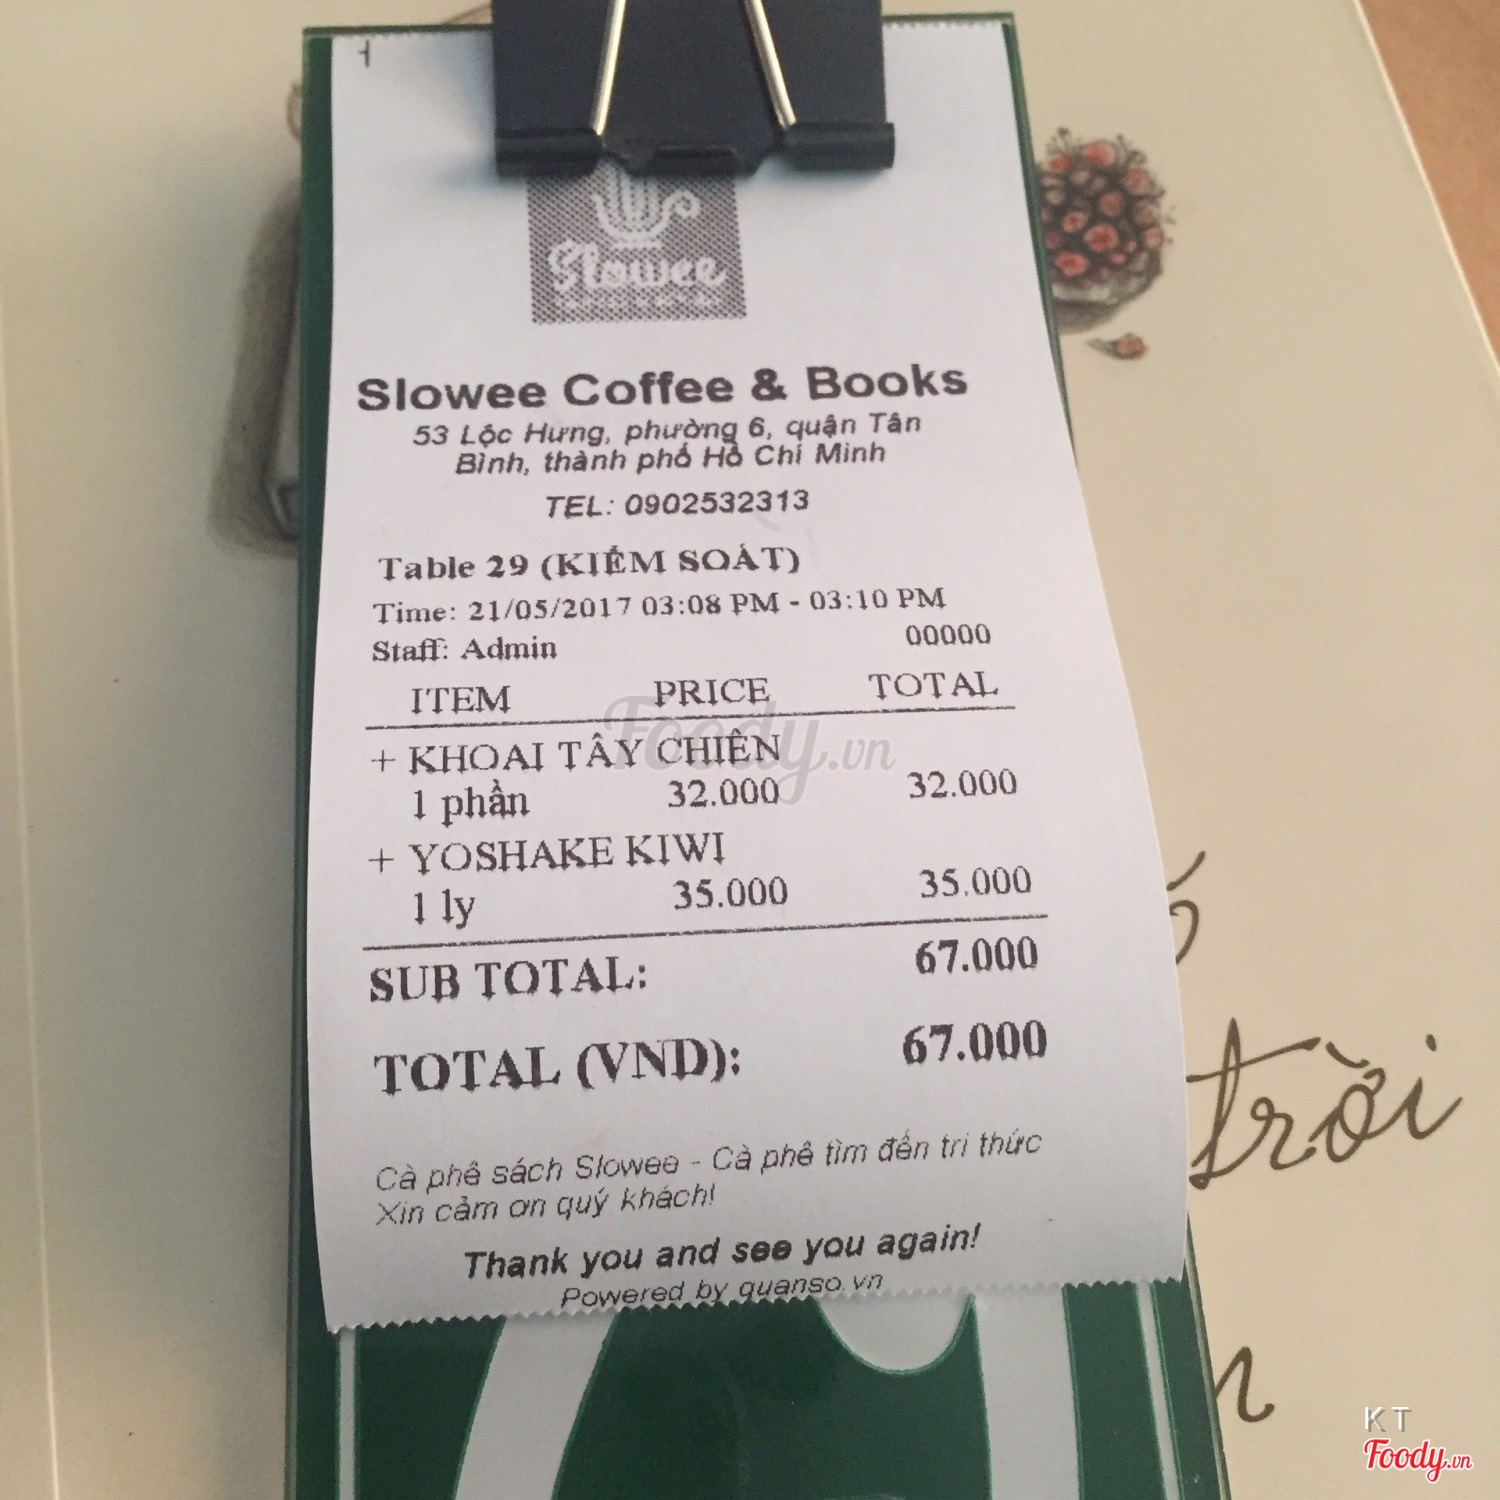 Slowee
Slowee Coffee & Books
53 Lộc Hưng, phường 6, quận Tân
Bình, thành phố Hồ Chí Minh
TEL: 0902532313
Table 29 (KIỂM SOÁT)
Time: 21/05/2017 03:08 PM - 03:10 PM
Staff: Admin 00000
ITEM PRICE TOTAL
+ KHOAI TÂY CHIÊN
1 phần 32.000 32.000
+ YOSHAKE KIWI
1 ly 35.000 35.000
SUB TOTAL: 67.000
TOTAL (VND): 67.000
Cà phê sách Slowee - Cà phê tìm đến tri thức
Xin cảm ơn quý khách!
Thank you and see you again!
Powered by quanso.vn
Foody.vn
trời
KT
Foody.vn